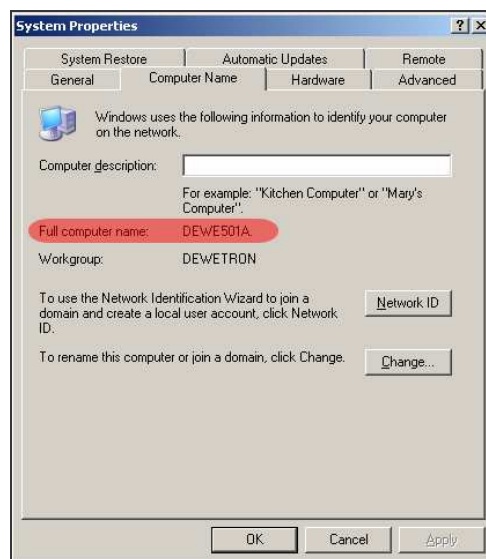 System Properties
System Restore Automatic Updates Remote
General Computer Name Hardware Advanced
Windows uses the following information to identify your computer
on the network.
Computer description:
For example: "Kitchen Computer" or "Mary's
Computer".
Full computer name: DEWE501A.
Workgroup: DEWETRON
To use the Network Identification Wizard to join a
domain and create a local user account, click Network
ID.
Network ID
To rename this computer or join a domain, click Change.
Change...
OK Cancel Apply